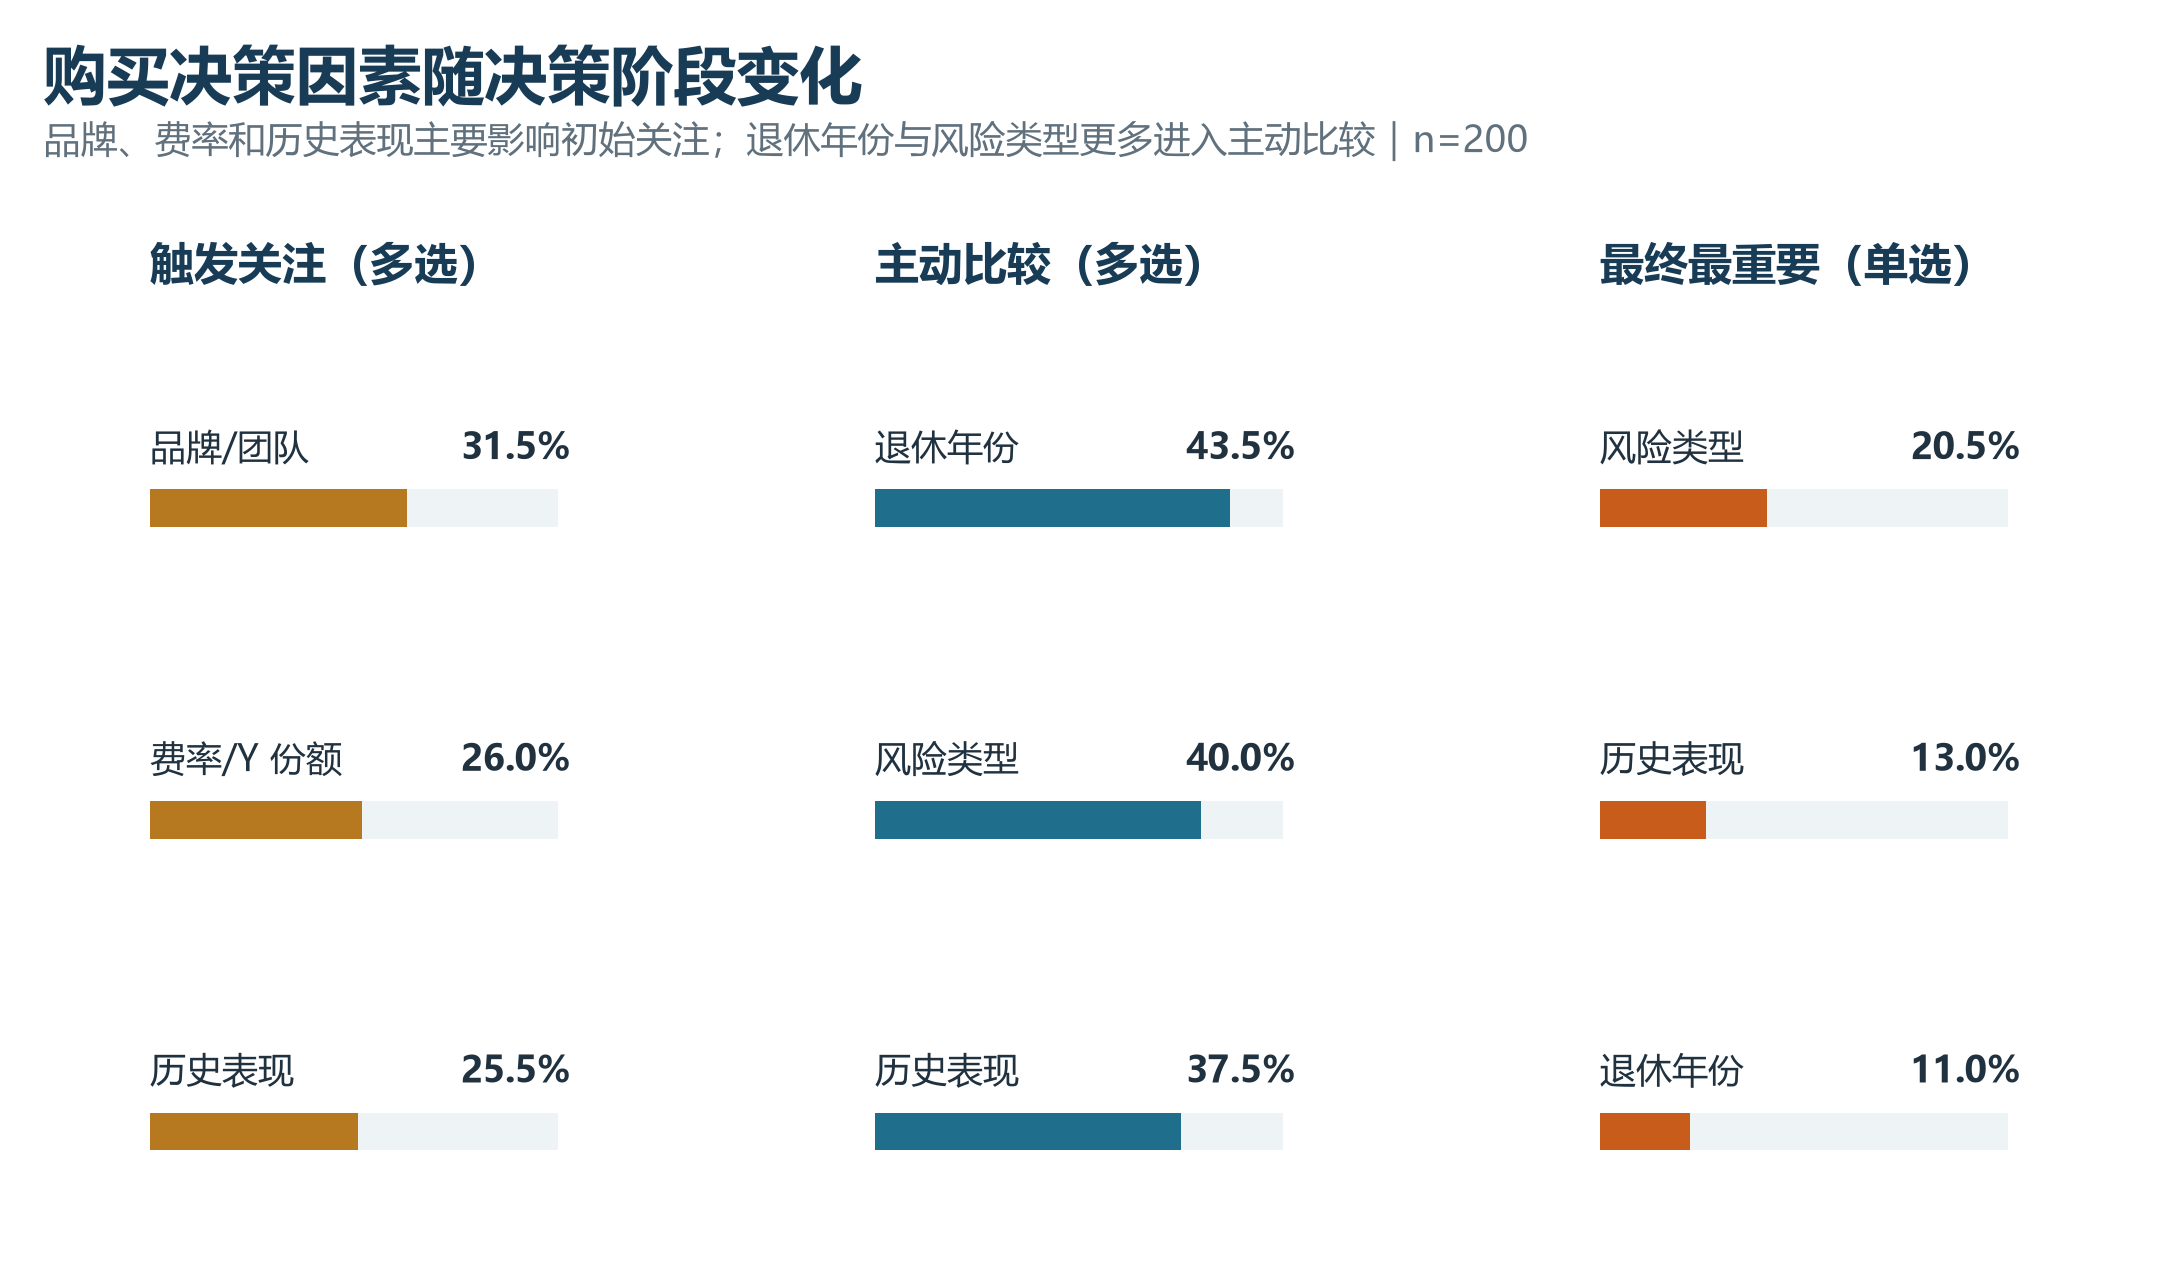 购买决策因素随决策阶段变化
品牌、费率和历史表现主要影响初始关注；退休年份与风险类型更多进入主动比较 | n=200
触发关注（多选）
品牌/团队 31.5%
费率/Y 份额 26.0%
历史表现 25.5%
主动比较（多选）
退休年份 43.5%
风险类型 40.0%
历史表现 37.5%
最终最重要（单选）
风险类型 20.5%
历史表现 13.0%
退休年份 11.0%